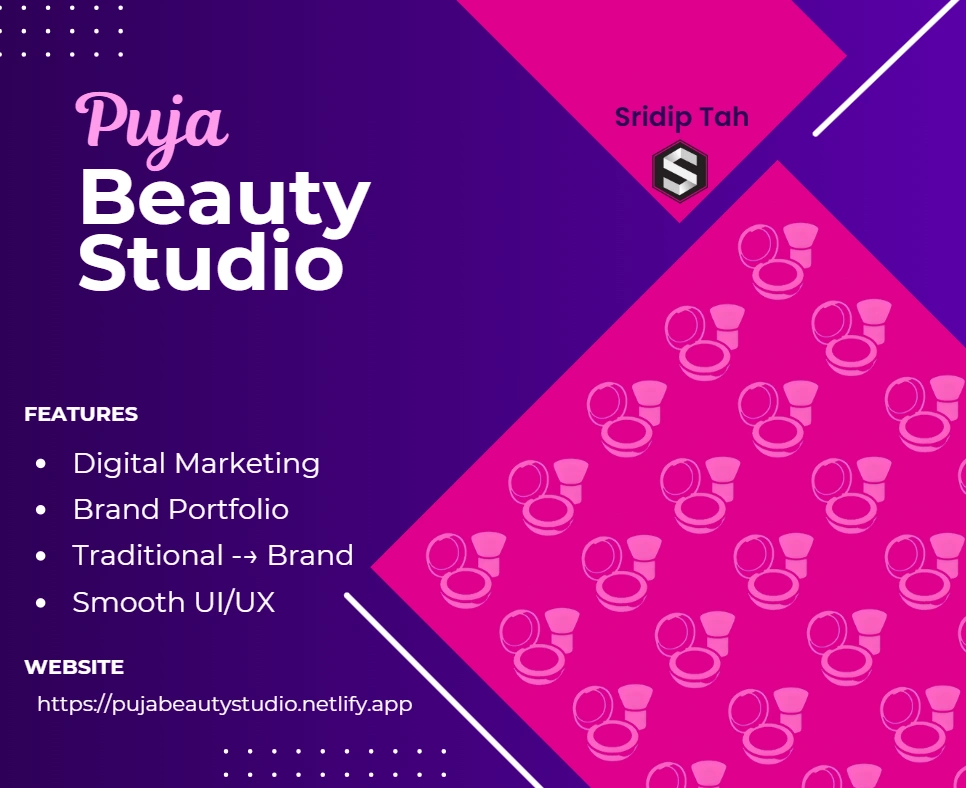 Puja
Beauty
Studio
Sridip Tah
S
FEATURES
• Digital Marketing
• Brand Portfolio
• Traditional --> Brand
• Smooth UI/UX
WEBSITE
https://pujabeautystudio.netlify.app